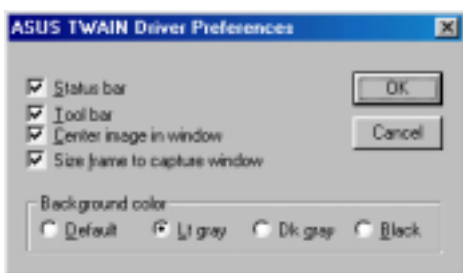 ASUS TWAIN Driver Preferences
Status bar
OK
Tool bar
Center image in window
Cancel
Size frame to capture window
Background color
Default
Lt gray
Dk gray
Black